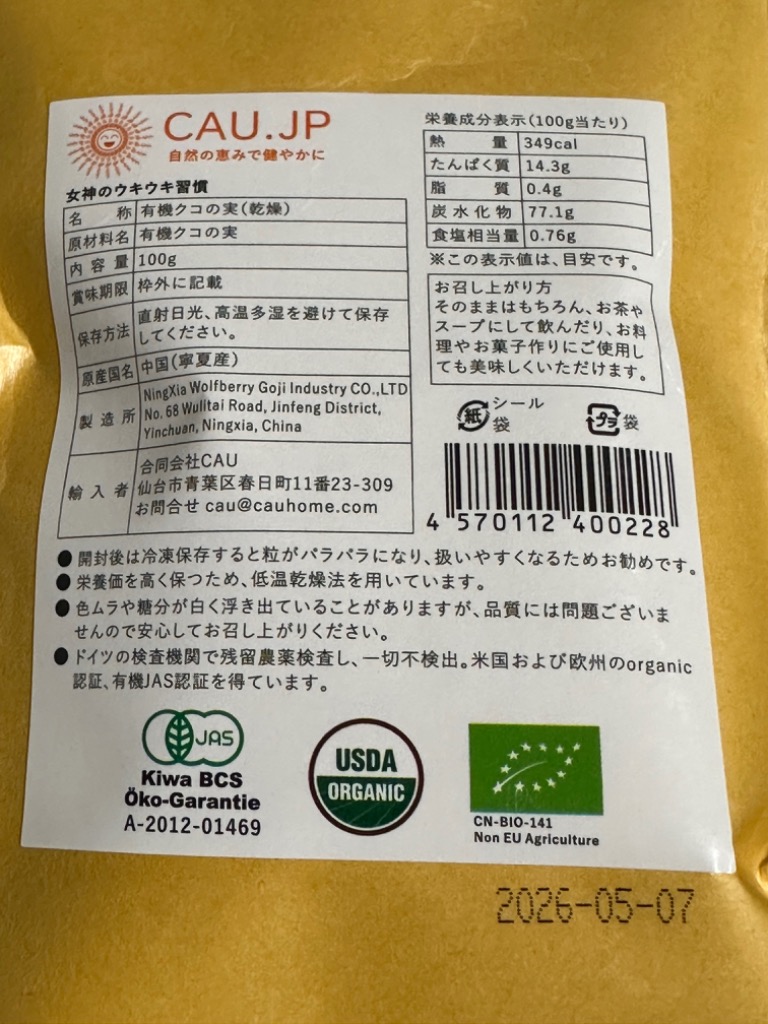 CAU.JP
自然の恵みで健やかに
女神のウキウキ習慣
名称 有機クコの実(乾燥)
原材料名 有機クコの実
内容量 100g
賞味期限 枠外に記載
保存方法 直射日光、高温多湿を避けて保存
してください。
原産国名 中国(寧夏産)
製造所 NingXia Wolfberry Goji Industry CO.,LTD
No.68 Wulltai Road, Jinfeng District,
Yinchuan, Ningxia, China
輸入者 合同会社CAU
仙台市青葉区春日町11番23-309
お問合せ cau@cauhome.com
栄養成分表示(100g当たり)
熱量 349cal
たんぱく質 14.3g
脂質 0.4g
炭水化物 77.1g
食塩相当量 0.76g
※この表示値は、目安です。
お召し上がり方
そのままはもちろん、お茶や
スープにして飲んだり、お料
理やお菓子作りにご使用し
ても美味しくいただけます。
紙 シール
袋
プラ 袋
4 570112 400228
●開封後は冷凍保存すると粒がパラパラになり、扱いやすくなるためお勧めです。
●栄養価を高く保つため、低温乾燥法を用いています。
●色ムラや糖分が白く浮き出ていることがありますが、品質には問題ございま
せんので安心してお召し上がりください。
●ドイツの検査機関で残留農薬検査し、一切不検出。米国および欧州のorganic
認証、有機JAS認証を得ています。
JAS
Kiwa BCS
Öko-Garantie
A-2012-01469
USDA
ORGANIC
CN-BIO-141
Non EU Agriculture
2026-05-07